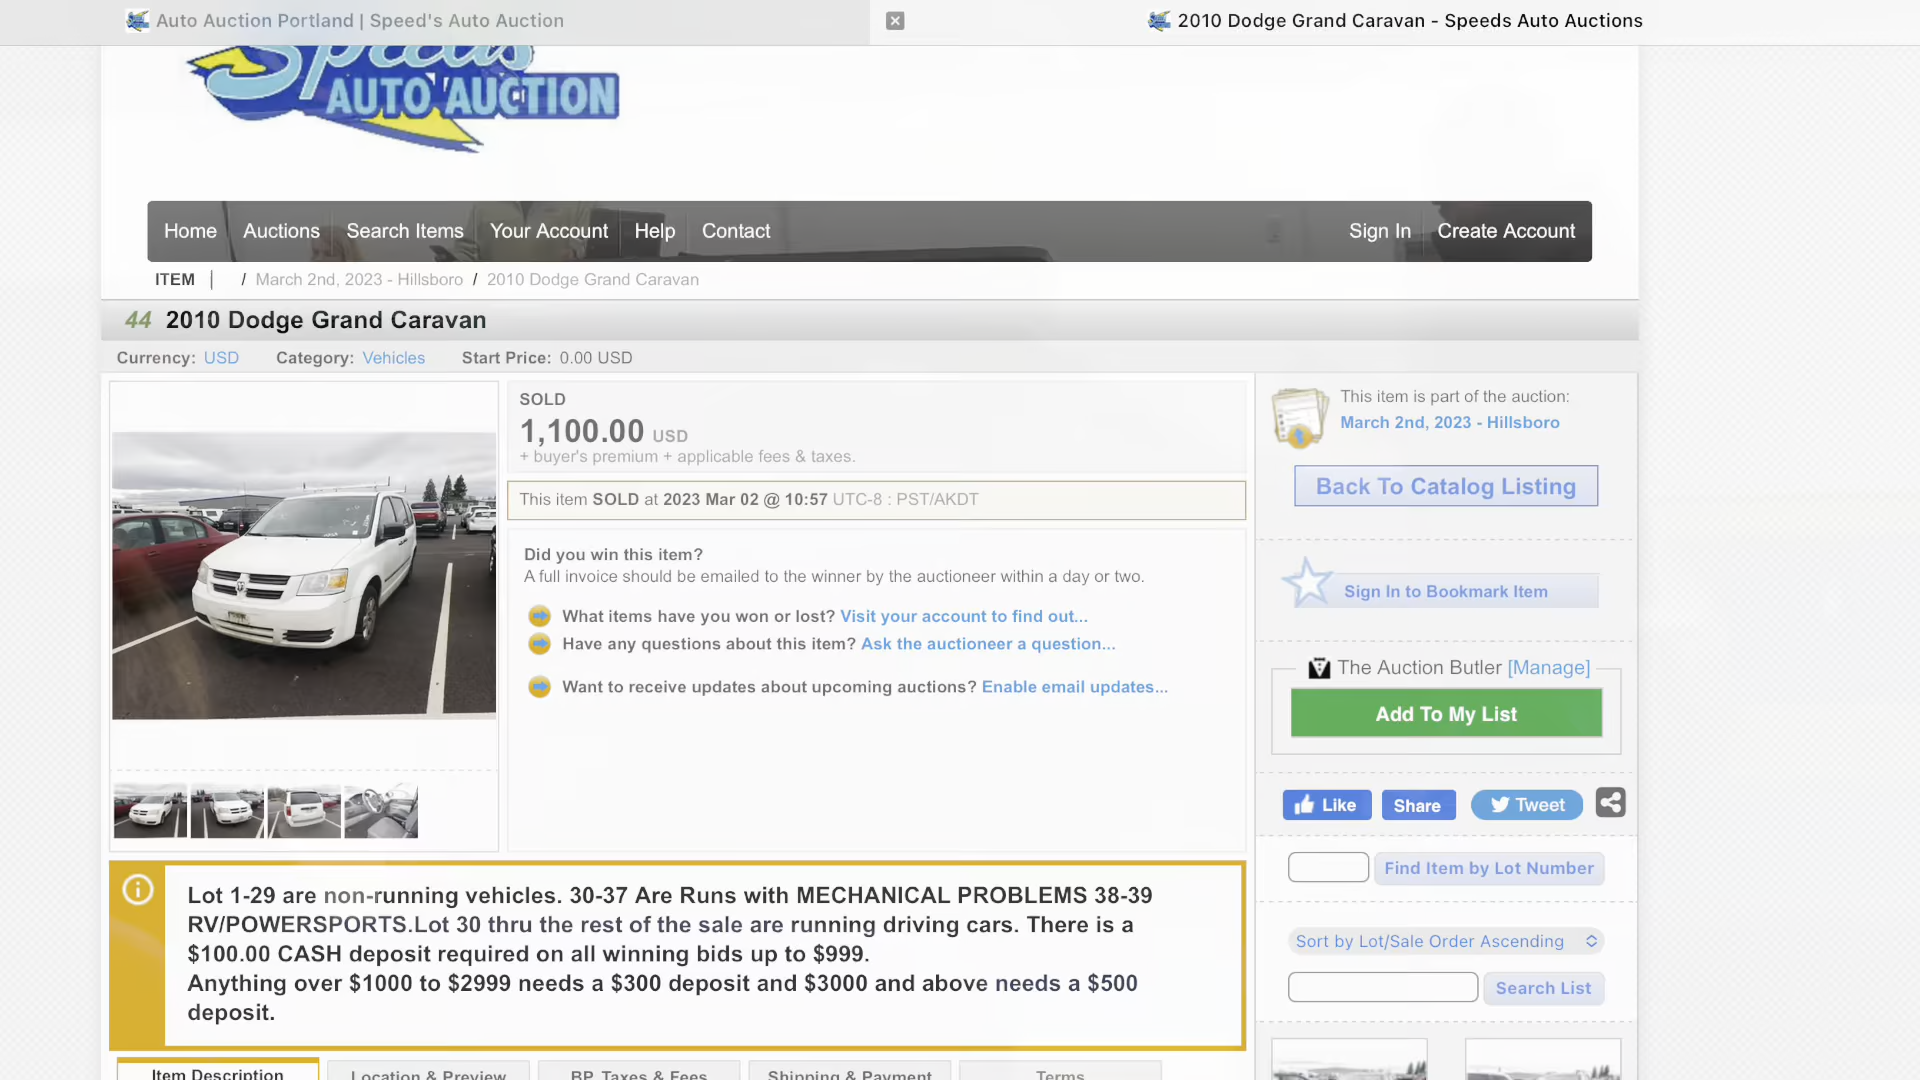 Auto Auction Portland | Speed's Auto Auction
2010 Dodge Grand Caravan - Speeds Auto Auctions
Speeds
AUTO AUCTION
Home Auctions Search Items Your Account Help Contact Sign In Create Account
ITEM | / March 2nd, 2023 - Hillsboro / 2010 Dodge Grand Caravan
44 2010 Dodge Grand Caravan
Currency: USD Category: Vehicles Start Price: 0.00 USD
SOLD
1,100.00 USD
+ buyer's premium + applicable fees & taxes.
This item SOLD at 2023 Mar 02 @ 10:57 UTC-8 : PST/AKDT
Did you win this item?
A full invoice should be emailed to the winner by the auctioneer within a day or two.
What items have you won or lost? Visit your account to find out...
Have any questions about this item? Ask the auctioneer a question...
Want to receive updates about upcoming auctions? Enable email updates...
This item is part of the auction:
March 2nd, 2023 - Hillsboro
Back To Catalog Listing
Sign In to Bookmark Item
The Auction Butler [Manage]
Add To My List
Like Share Tweet
Find Item by Lot Number
Sort by Lot/Sale Order Ascending
Search List
Lot 1-29 are non-running vehicles. 30-37 Are Runs with MECHANICAL PROBLEMS 38-39
RV/POWERSPORTS.Lot 30 thru the rest of the sale are running driving cars. There is a
$100.00 CASH deposit required on all winning bids up to $999.
Anything over $1000 to $2999 needs a $300 deposit and $3000 and above needs a $500
deposit.
Item Description Location & Preview BP, Taxes & Fees Shipping & Payment Terms